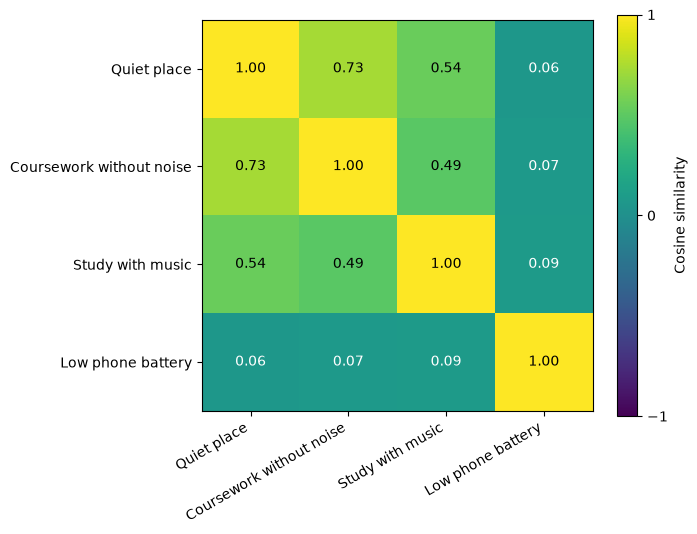 Quiet place 1.00 0.73 0.54 0.06
Coursework without noise 0.73 1.00 0.49 0.07
Study with music 0.54 0.49 1.00 0.09
Low phone battery 0.06 0.07 0.09 1.00
Quiet place
Coursework without noise
Study with music
Low phone battery
1
0
−1
Cosine similarity